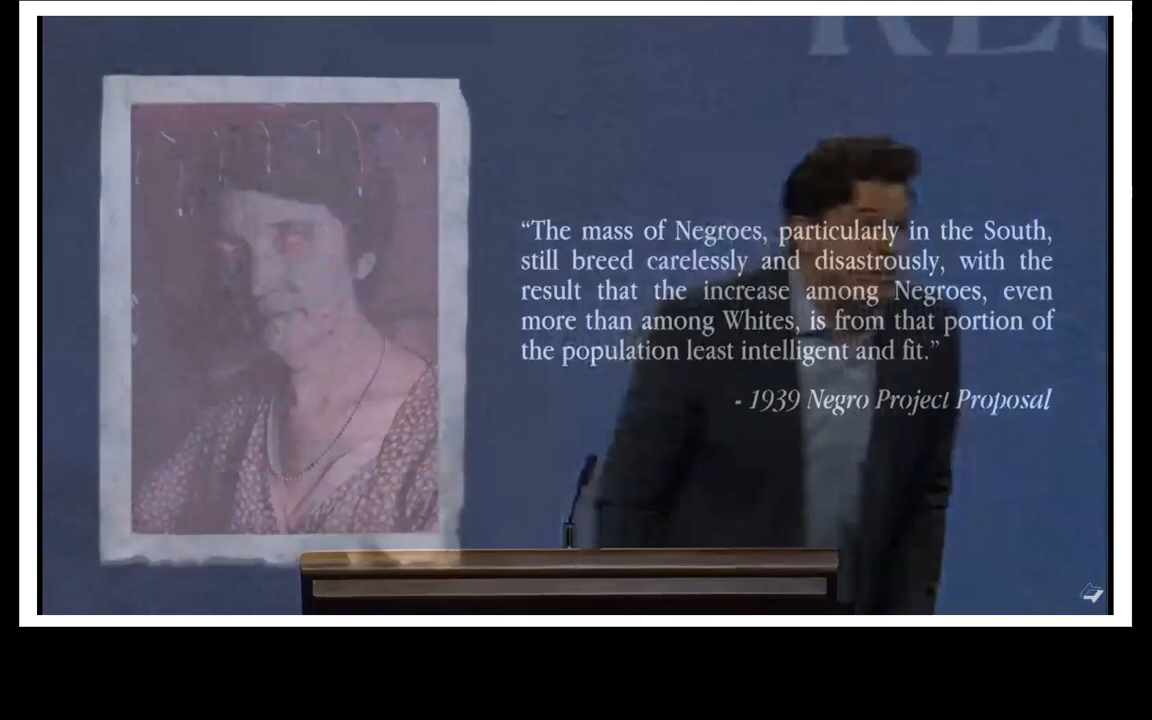 “The mass of Negroes, particularly in the South,
still breed carelessly and disastrously, with the
result that the increase among Negroes, even
more than among Whites, is from that portion of
the population least intelligent and fit.”
- 1939 Negro Project Proposal